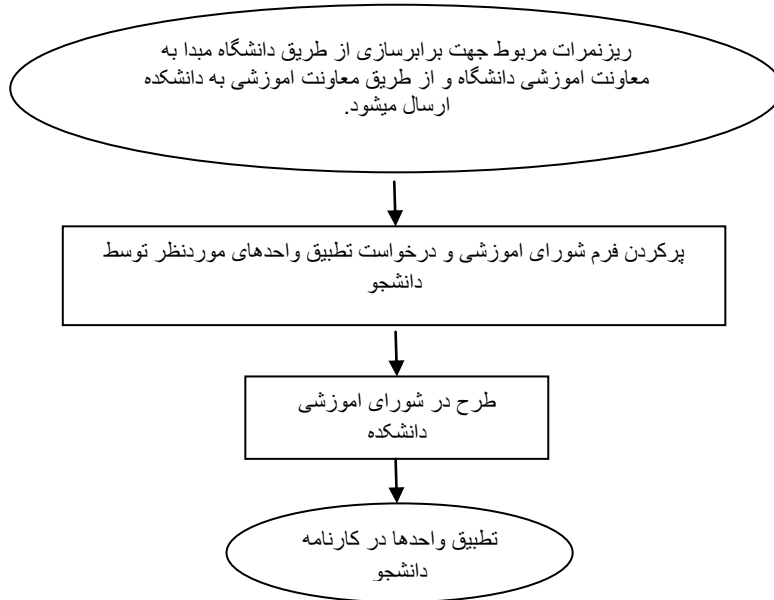 ریزنمرات مربوط جهت برابرسازی از طریق دانشگاه مبدا به
معاونت اموزشی دانشگاه و از طریق معاونت اموزشی به دانشکده
ارسال میشود.
پرکردن فرم شورای اموزشی و درخواست تطبیق واحدهای موردنظر توسط
دانشجو
طرح در شورای اموزشی
دانشکده
تطبیق واحدها در کارنامه
دانشجو